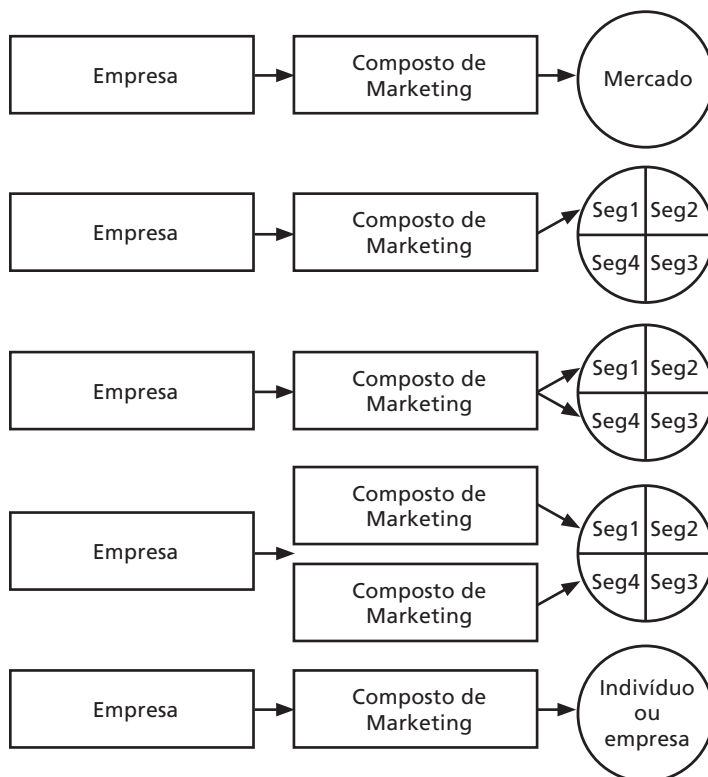 Empresa
Composto de
Marketing
Mercado
Empresa
Composto de
Marketing
Seg1 Seg2
Seg4 Seg3
Empresa
Composto de
Marketing
Seg1 Seg2
Seg4 Seg3
Empresa
Composto de
Marketing
Composto de
Marketing
Seg1 Seg2
Seg4 Seg3
Empresa
Composto de
Marketing
Indivíduo
ou
empresa